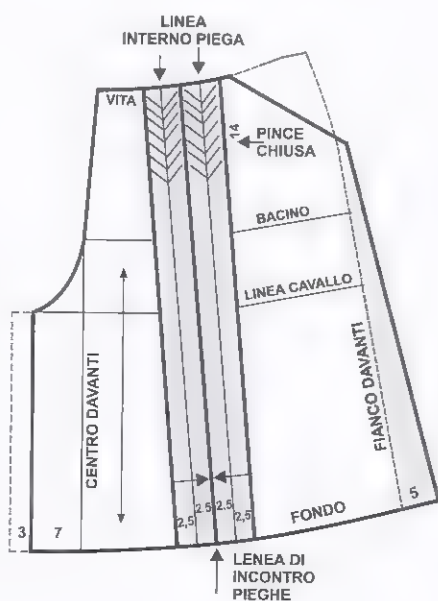 LINEA
INTERNO PIEGA
VITA
14
PINCE
CHIUSA
BACINO
LINEA CAVALLO
CENTRO DAVANTI
FIANCO DAVANTI
3
7
2,5
2,5
2,5
2,5
FONDO
5
LENEA DI
INCONTRO
PIEGHE